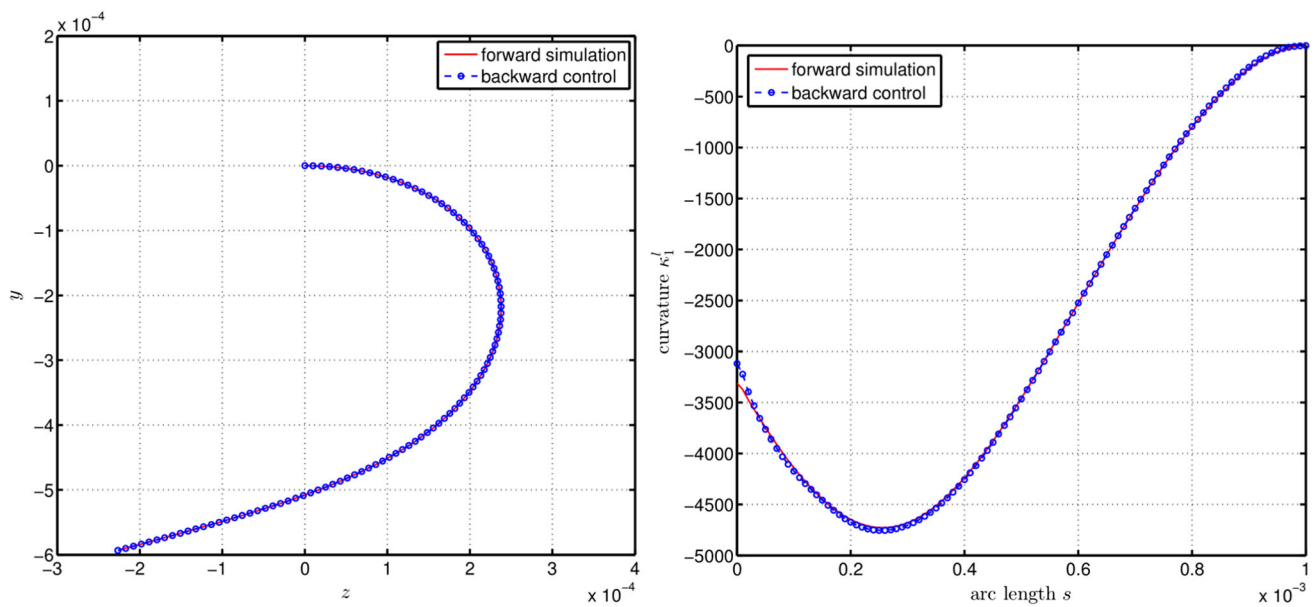 x 10⁻⁴
2
1
0
−1
−2
−3
−4
−5
−6
−3 −2 −1 0 1 2 3 4
x 10⁻⁴
z
y
forward simulation
backward control
0
−500
−1000
−1500
−2000
−2500
−3000
−3500
−4000
−4500
−5000
0 0.2 0.4 0.6 0.8 1
x 10⁻³
arc length s
curvature κ₁ˡ
forward simulation
backward control